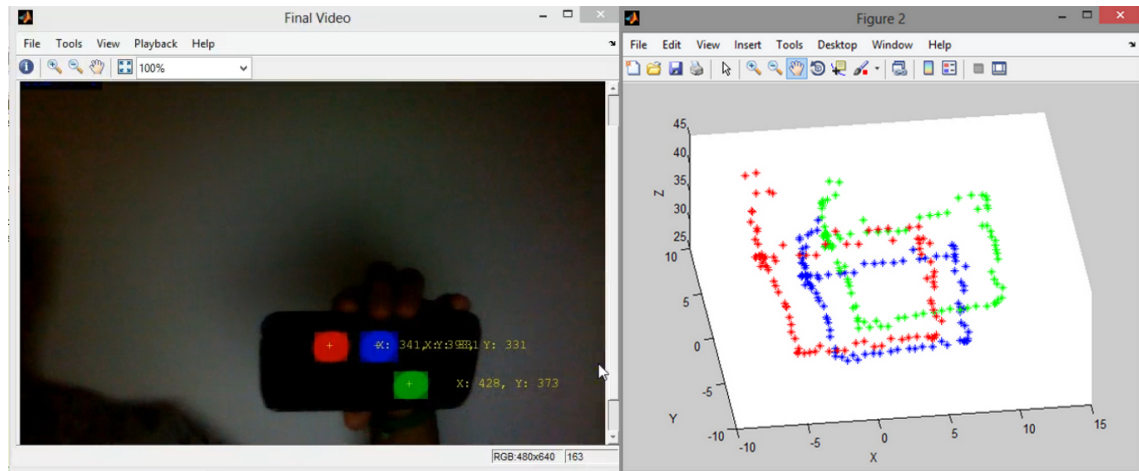 Final Video
File Tools View Playback Help
100%
X: 428, Y: 373
RGB:480x640 163
Figure 2
File Edit View Insert Tools Desktop Window Help
45
40
35
30
25
Z
10
5
0
-5
-10
Y
-10
-5
0
5
10
15
X